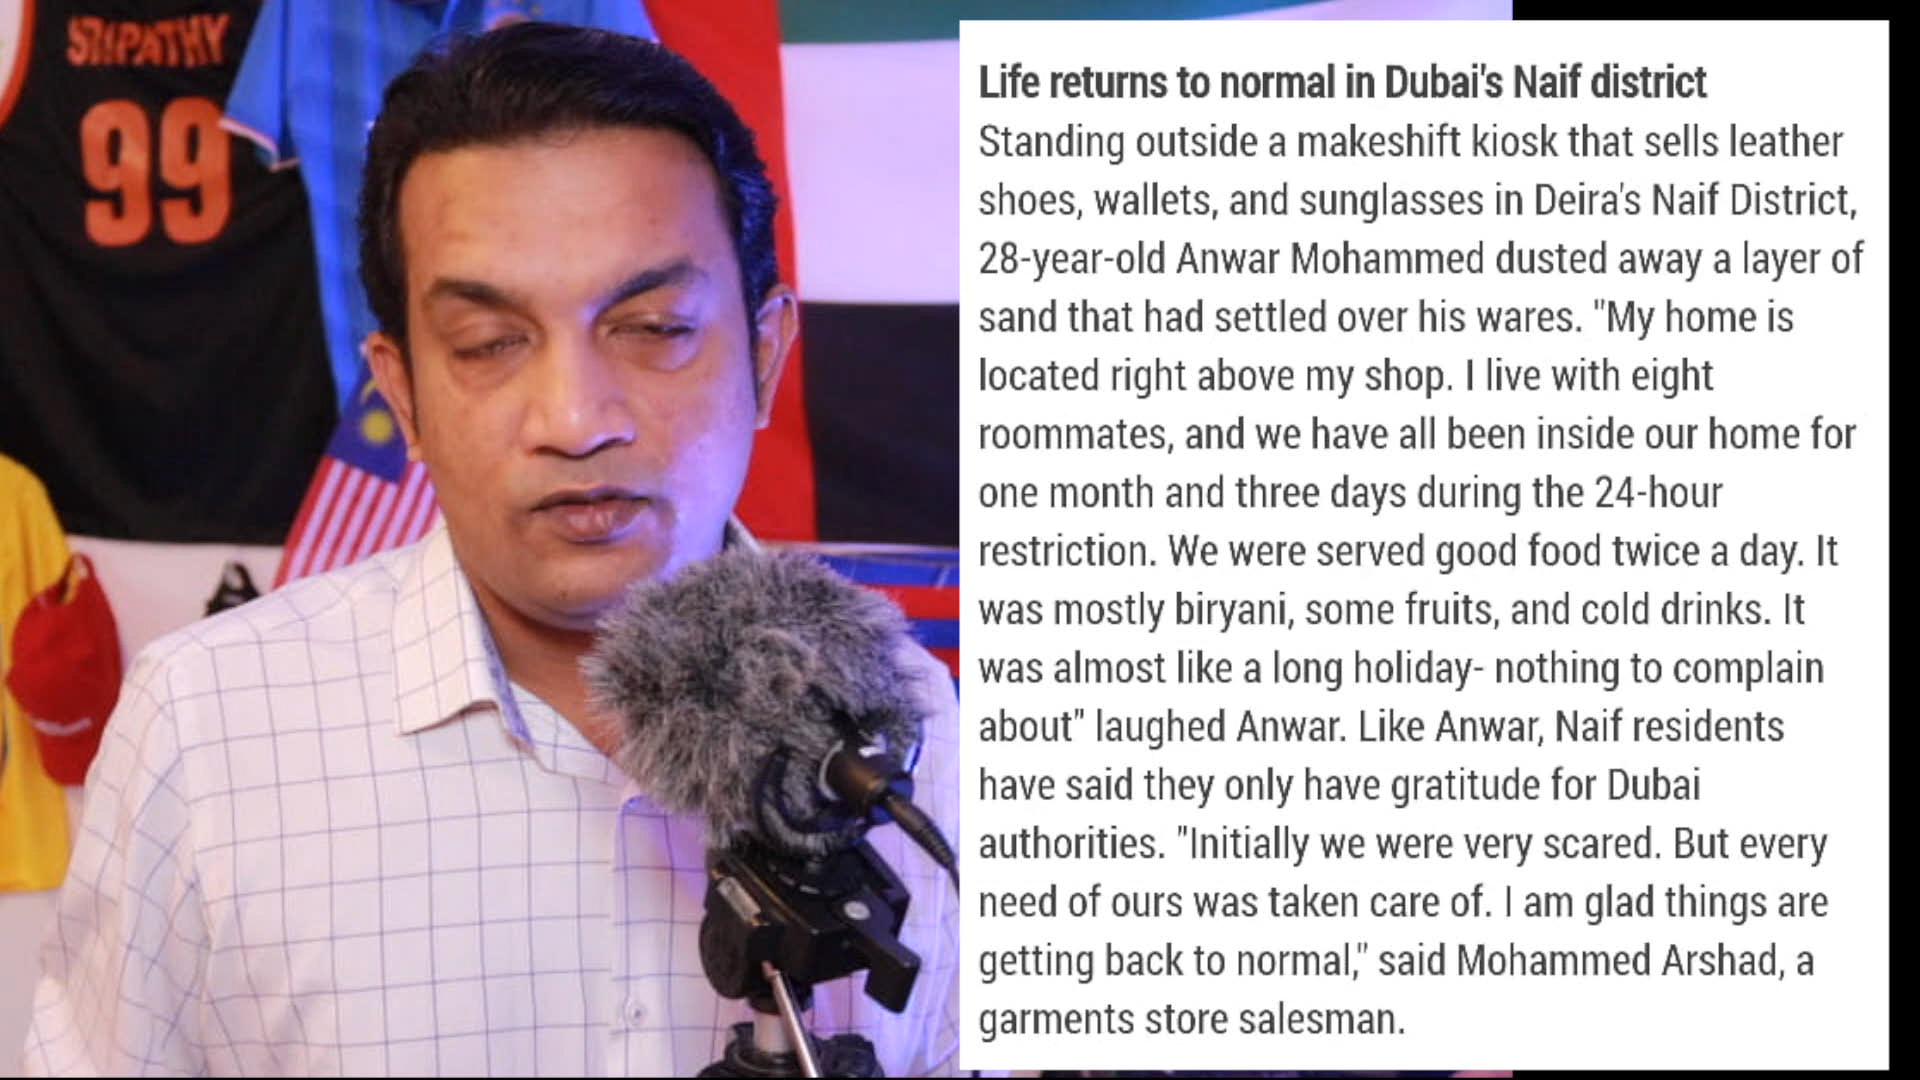 SRIPATHY
99
Life returns to normal in Dubai's Naif district
Standing outside a makeshift kiosk that sells leather
shoes, wallets, and sunglasses in Deira's Naif District,
28-year-old Anwar Mohammed dusted away a layer of
sand that had settled over his wares. "My home is
located right above my shop. I live with eight
roommates, and we have all been inside our home for
one month and three days during the 24-hour
restriction. We were served good food twice a day. It
was mostly biryani, some fruits, and cold drinks. It
was almost like a long holiday- nothing to complain
about" laughed Anwar. Like Anwar, Naif residents
have said they only have gratitude for Dubai
authorities. "Initially we were very scared. But every
need of ours was taken care of. I am glad things are
getting back to normal," said Mohammed Arshad, a
garments store salesman.